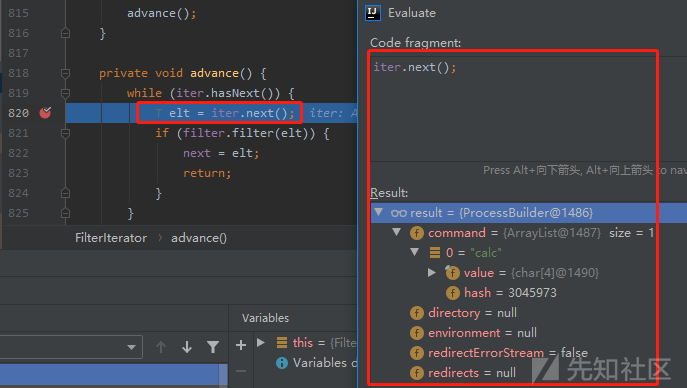 815
advance();
816
}
817
818
private void advance() {
819
while (iter.hasNext()) {
820
T elt = iter.next(); iter: A
821
if (filter.filter(elt)) {
822
next = elt;
823
return;
824
}
825
}
FilterIterator
advance()
Variables
this = {Filte
Variables d
Evaluate
Code fragment:
iter.next();
Press Alt+向下箭头, Alt+向上箭头 to nav
Result:
result = {ProcessBuilder@1486}
command = {ArrayList@1487} size = 1
0 = "calc"
value = {char[4]@1490}
hash = 3045973
directory = null
environment = null
redirectErrorStream = false
redirects = null
先知社区